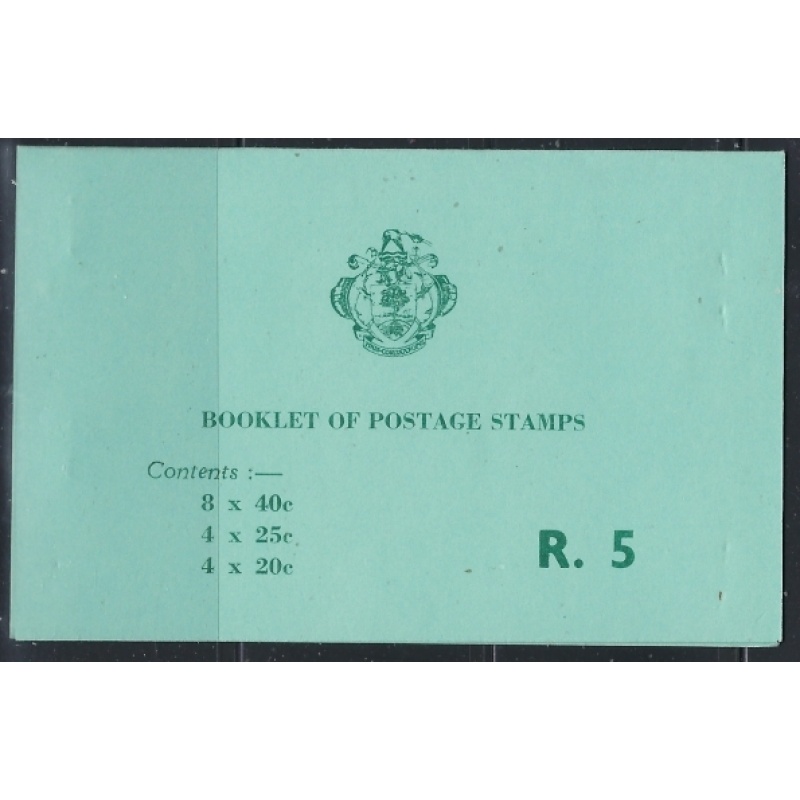 BOOKLET OF POSTAGE STAMPS
Contents :—
8 x 40c
4 x 25c
4 x 20c
R. 5